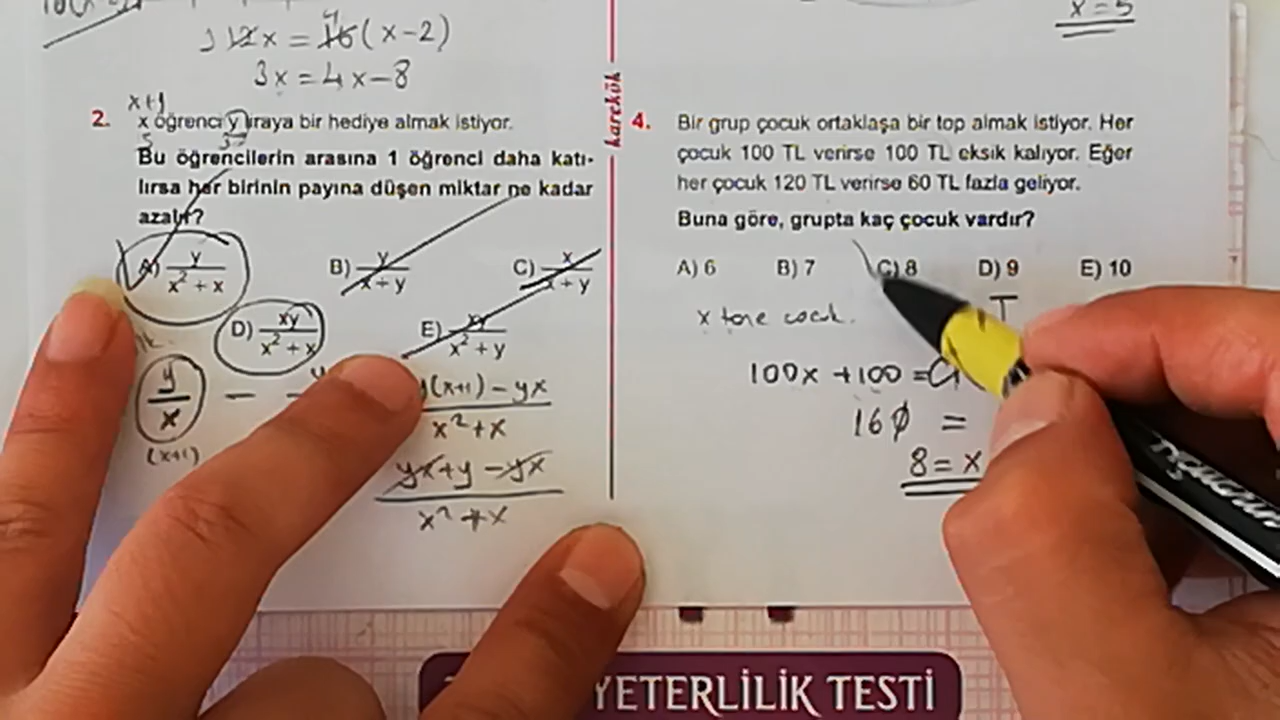 12x = 16(x-2)
3x = 4x-8
x+1
2. x öğrenci y liraya bir hediye almak istiyor.
Bu öğrencilerin arasına 1 öğrenci daha katı-
lırsa her birinin payına düşen miktar ne kadar
azalır?
A) y / x² + x B) y / x + y C) x / x + y
D) xy / x² + x E) xy / x² + y
y / x -
(x+1) - yx / x² + x
(x+1)
yx + y - yx / x² + x
karekök
x = 5
4. Bir grup çocuk ortaklaşa bir top almak istiyor. Her
çocuk 100 TL verirse 100 TL eksik kalıyor. Eğer
her çocuk 120 TL verirse 60 TL fazla geliyor.
Buna göre, grupta kaç çocuk vardır?
A) 6 B) 7 C) 8 D) 9 E) 10
x tane çocuk. T
100x + 100 =
160 =
8 = x
YETERLİLİK TESTİ